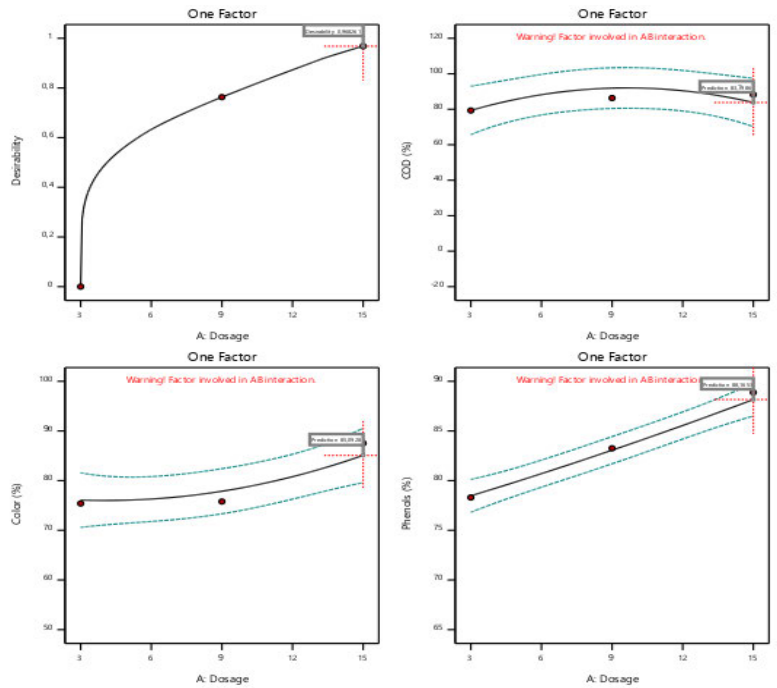 One Factor
Desirability
1
0,8
0,6
0,4
0,2
0
Desirability
3
6
9
12
15
A: Dosage
One Factor
Warning! Factor involved in AB interaction.
Prediction
120
100
80
60
40
20
0
-20
COD (%)
3
6
9
12
15
A: Dosage
One Factor
Warning! Factor involved in AB interaction.
Prediction
100
90
80
70
60
50
Color (%)
3
6
9
12
15
A: Dosage
One Factor
Warning! Factor involved in AB interaction.
Prediction
90
85
80
75
70
65
Phenols (%)
3
6
9
12
15
A: Dosage